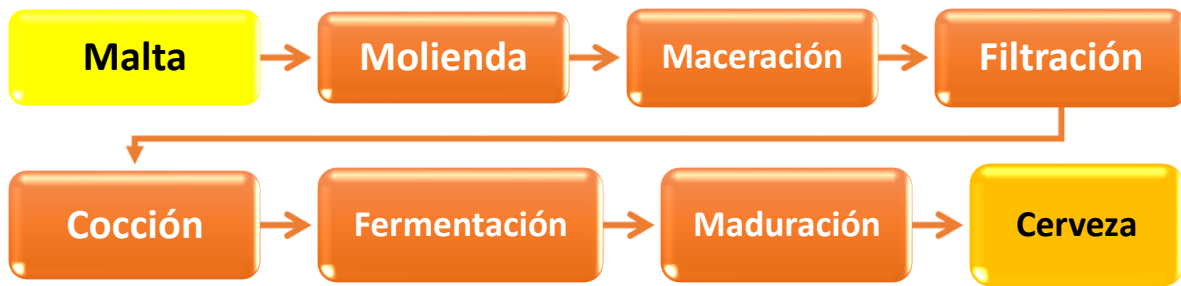 Malta
Molienda
Maceración
Filtración
Cocción
Fermentación
Maduración
Cerveza